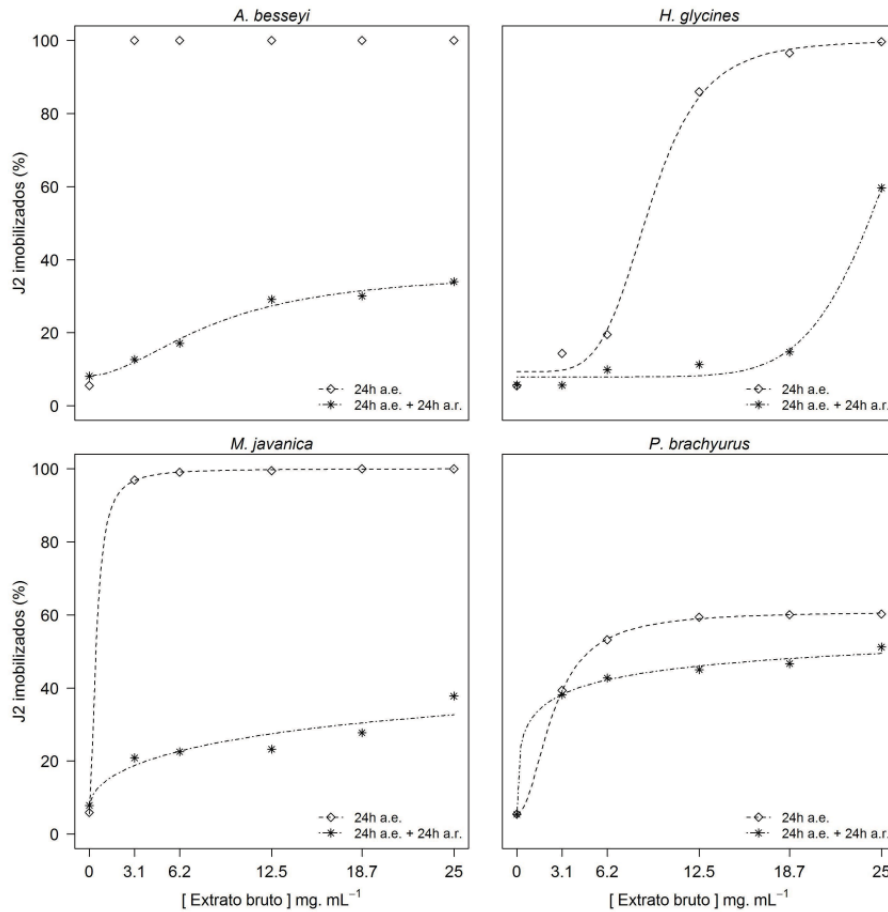 A. besseyi
H. glycines
J2 imobilizados (%)
100
80
60
40
20
0
24h a.e.
24h a.e. + 24h a.r.
24h a.e.
24h a.e. + 24h a.r.
M. javanica
P. brachyurus
J2 imobilizados (%)
100
80
60
40
20
0
24h a.e.
24h a.e. + 24h a.r.
24h a.e.
24h a.e. + 24h a.r.
0 3.1 6.2 12.5 18.7 25
0 3.1 6.2 12.5 18.7 25
[ Extrato bruto ] mg. mL⁻¹
[ Extrato bruto ] mg. mL⁻¹